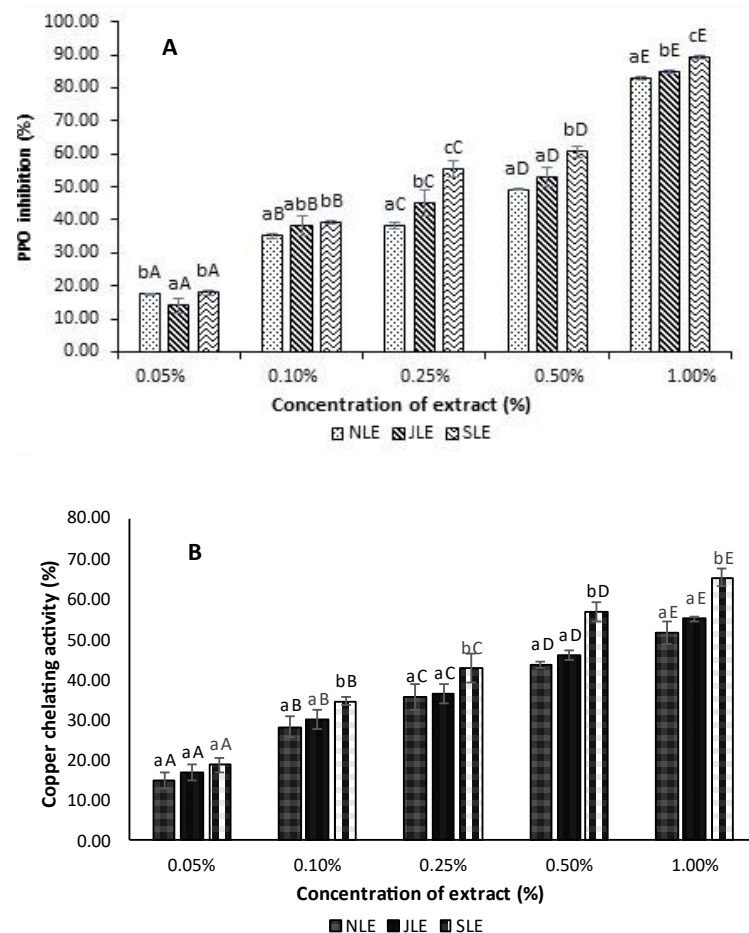 100.00
90.00
80.00
70.00
60.00
50.00
40.00
30.00
20.00
10.00
0.00
PPO inhibition (%)
A
bA aA bA
aB abB bB
aC bC cC
aD aD bD
aE bE cE
0.05% 0.10% 0.25% 0.50% 1.00%
Concentration of extract (%)
NLE JLE SLE
80.00
70.00
60.00
50.00
40.00
30.00
20.00
10.00
0.00
Copper chelating activity (%)
B
aA aA aA
aB aB bB
aC aC bC
aD aD bD
aE aE bE
0.05% 0.10% 0.25% 0.50% 1.00%
Concentration of extract (%)
NLE JLE SLE